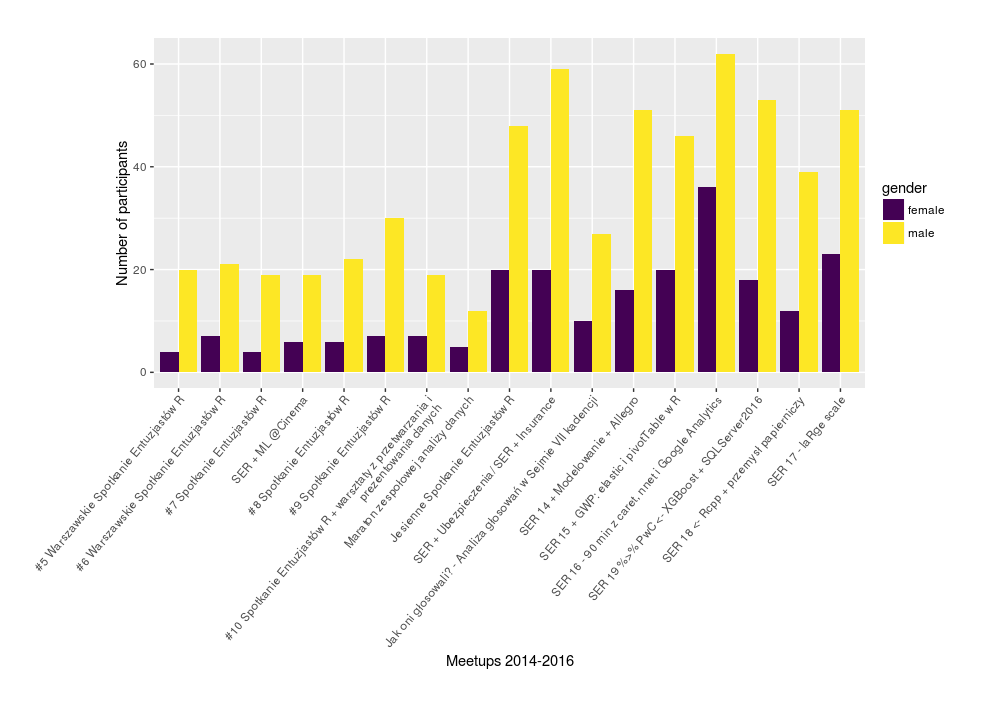 60
40
20
0
Number of participants
gender
female
male
#5 Warszawskie Spotkanie Entuzjastów R
#6 Warszawskie Spotkanie Entuzjastów R
#7 Spotkanie Entuzjastów R
SER + ML @Cinema
#8 Spotkanie Entuzjastów R
#9 Spotkanie Entuzjastów R
#10 Spotkanie Entuzjastów R + warsztaty z przetwarzania i
prezentowania danych
Maraton zespołowej analizy danych
Jesienne Spotkanie Entuzjastów R
SER + Ubezpieczenia / SER + Insurance
Jak oni głosowali? - Analiza głosowań w Sejmie VII kadencji
SER 14 + Modelowanie + Allegro
SER 15 + GWP: elastic i pivotTable w R
SER 16 - 90 min z caret, nnet i Google Analytics
SER 19 %>% PwC <- XGBoost + SQLServer2016
SER 18 <- Rcpp + przemysł papierniczy
SER 17 - laRge scale
Meetups 2014-2016